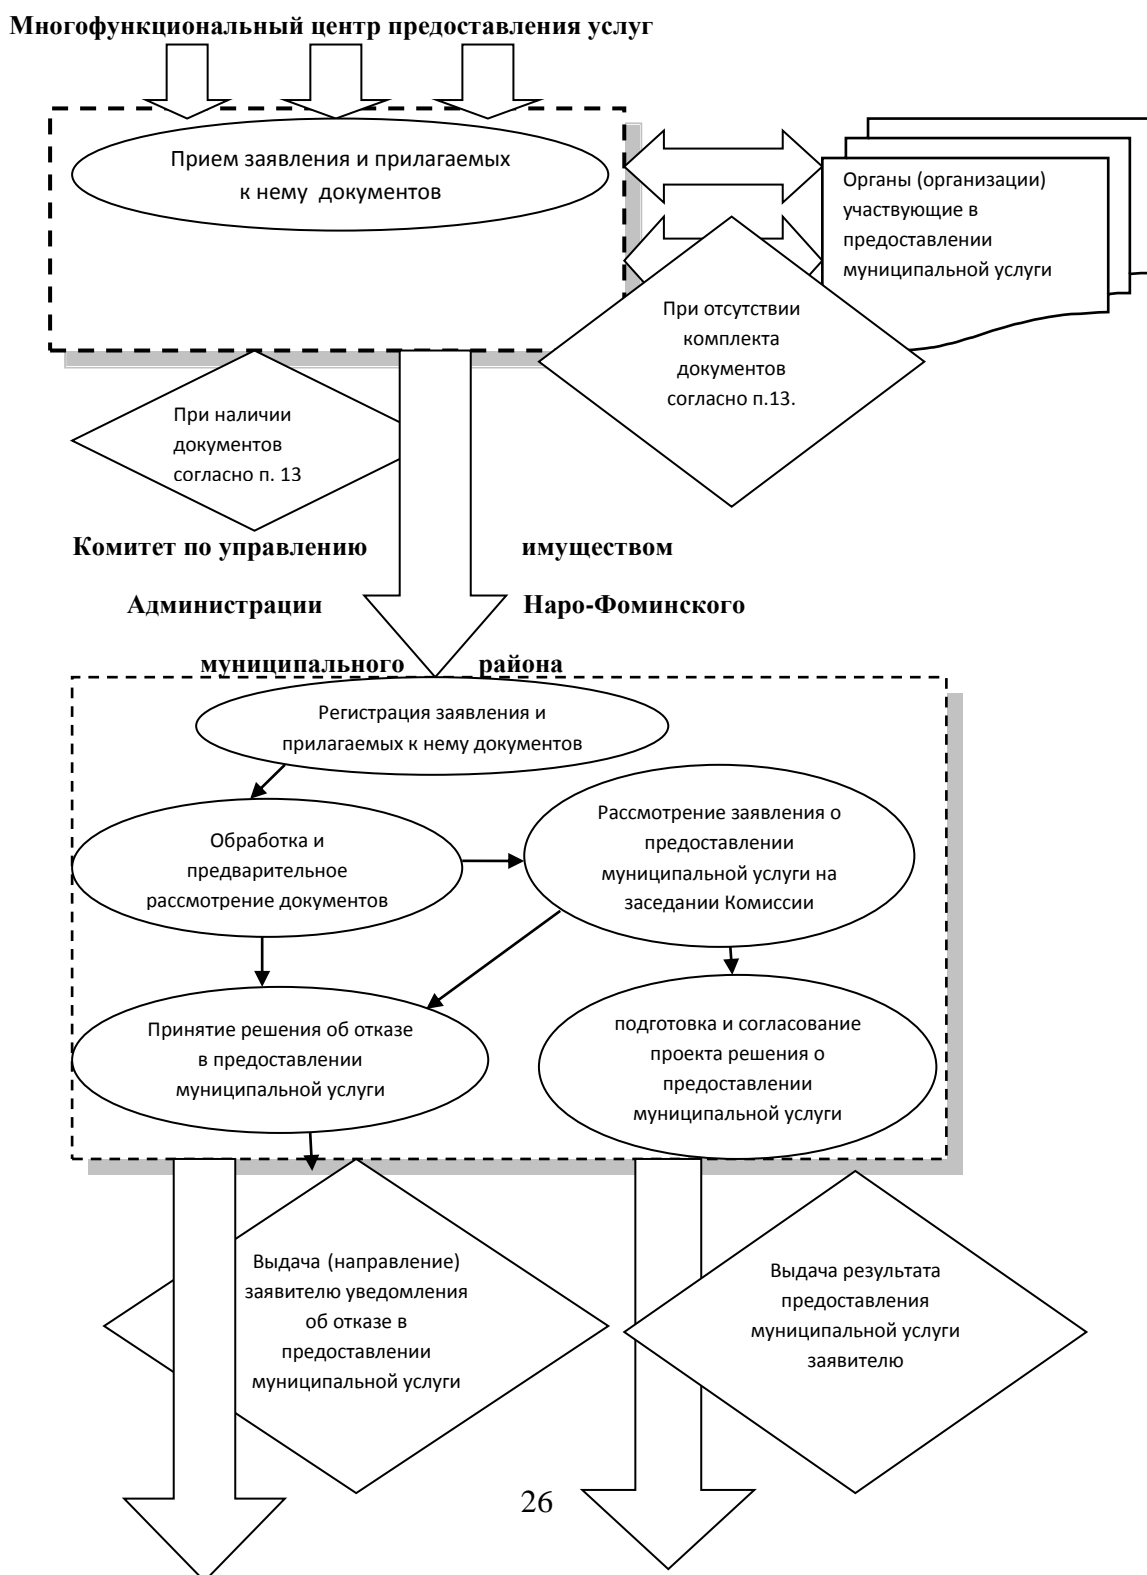 Многофункциональный центр предоставления услуг
Прием заявления и прилагаемых
к нему документов
Органы (организации)
участвующие в
предоставлении
муниципальной услуги
При отсутствии
комплекта
документов
согласно п.13.
При наличии
документов
согласно п. 13
Комитет по управлению имуществом
Администрации Наро-Фоминского
муниципального района
Регистрация заявления и
прилагаемых к нему документов
Обработка и
предварительное
рассмотрение документов
Рассмотрение заявления о
предоставлении
муниципальной услуги на
заседании Комиссии
Принятие решения об отказе
в предоставлении
муниципальной услуги
подготовка и согласование
проекта решения о
предоставлении
муниципальной услуги
Выдача (направление)
заявителю уведомления
об отказе в
предоставлении
муниципальной услуги
Выдача результата
предоставления
муниципальной услуги
заявителю
26